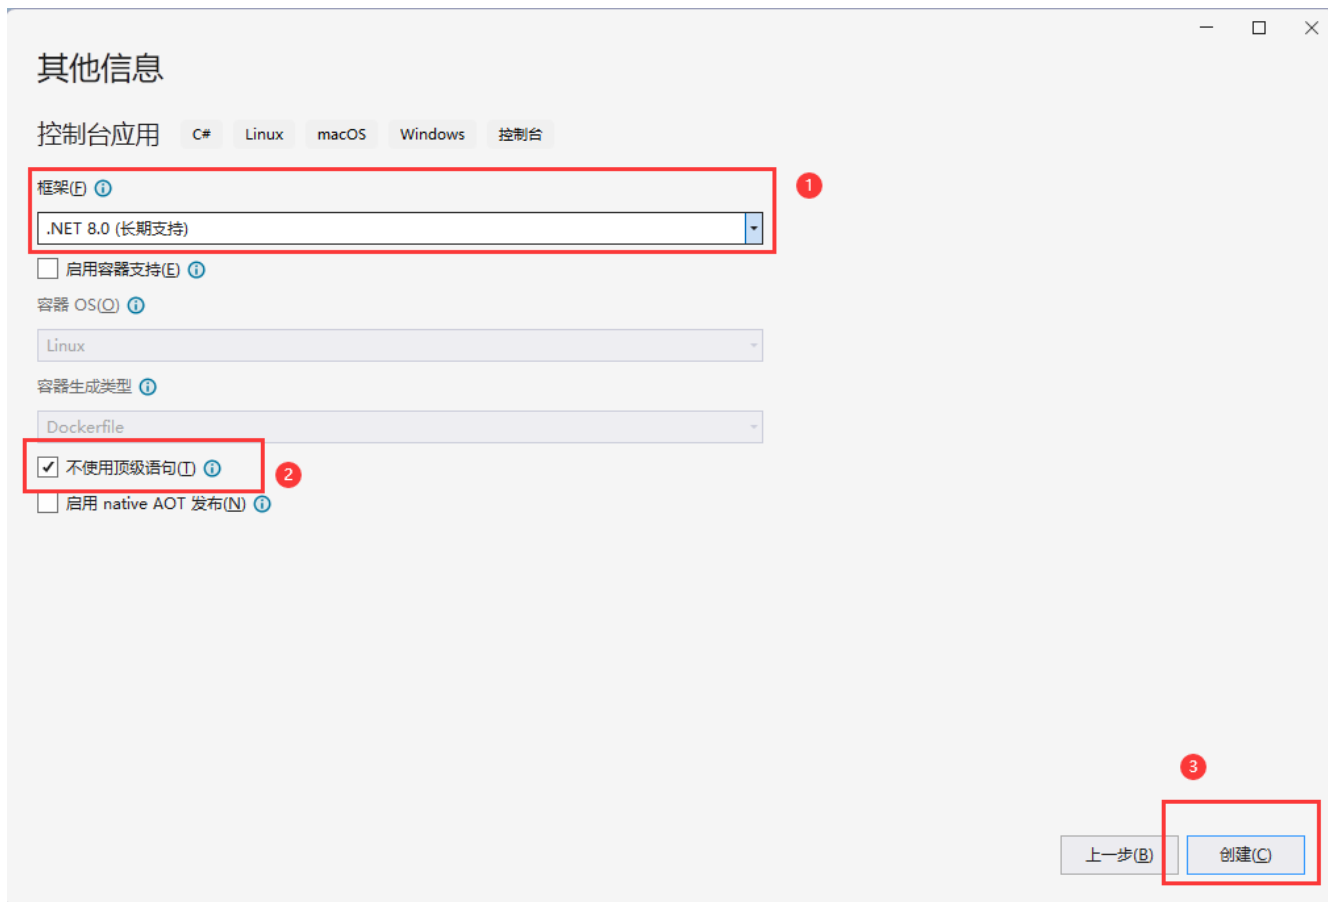 其他信息
控制台应用 C# Linux macOS Windows 控制台
框架(F)
1
.NET 8.0 (长期支持)
启用容器支持(E)
容器 OS(O)
Linux
容器生成类型
Dockerfile
不使用顶级语句(T)
2
启用 native AOT 发布(N)
3
上一步(B) 创建(C)